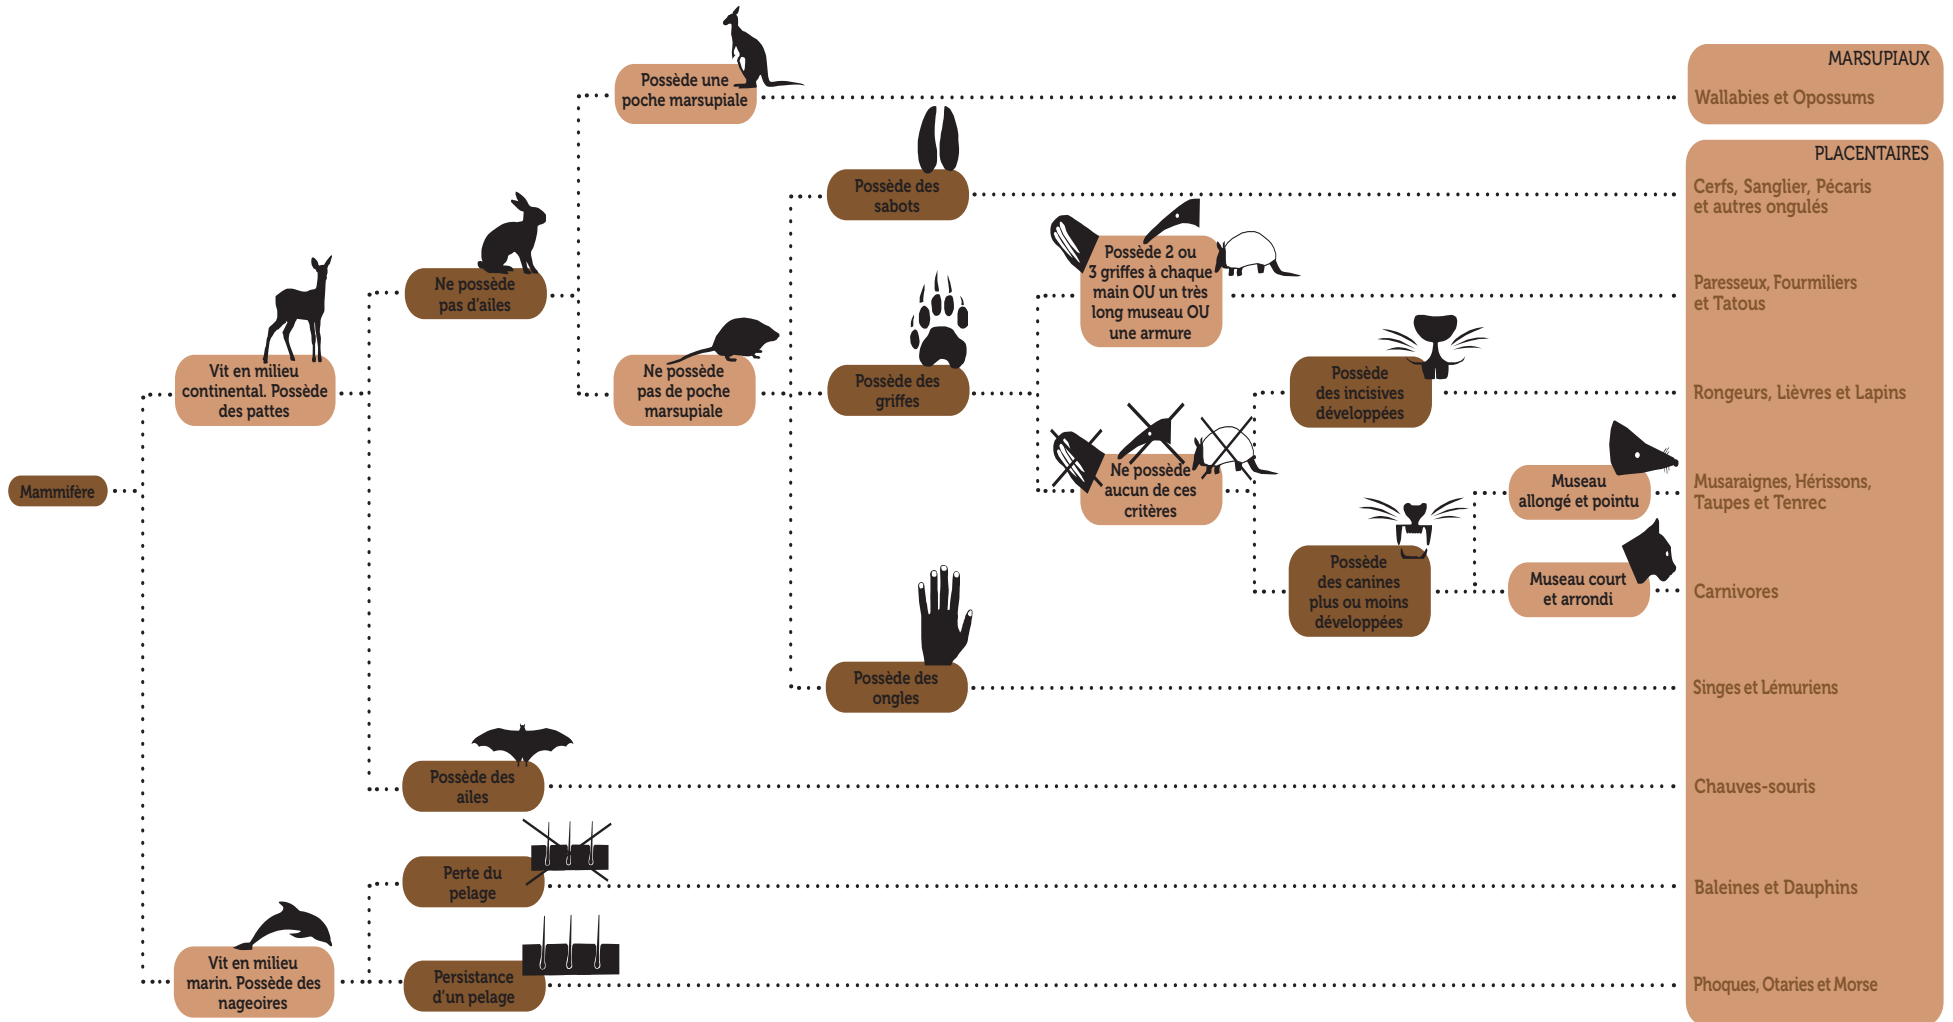 MARSUPIAUX
Possède une
poche marsupiale
Wallabies et Opossums
PLACENTAIRES
Possède des
sabots
Cerfs, Sanglier, Pécaris
et autres ongulés
Ne possède
pas d'ailes
Possède 2 ou
3 griffes à chaque
main OU un très
long museau OU
une armure
Paresseux, Fourmiliers
et Tatous
Vit en milieu
continental. Possède
des pattes
Ne possède
pas de poche
marsupiale
Possède des
griffes
Possède
des incisives
développées
Rongeurs, Lièvres et Lapins
Mammifère
Ne possède
aucun de ces
critères
Museau
allongé et pointu
Musaraignes, Hérissons,
Taupes et Tenrec
Possède
des canines
plus ou moins
développées
Museau court
et arrondi
Carnivores
Possède des
ongles
Singes et Lémuriens
Possède des
ailes
Chauves-souris
Perte du
pelage
Baleines et Dauphins
Vit en milieu
marin. Possède des
nageoires
Persistance
d'un pelage
Phoques, Otaries et Morse